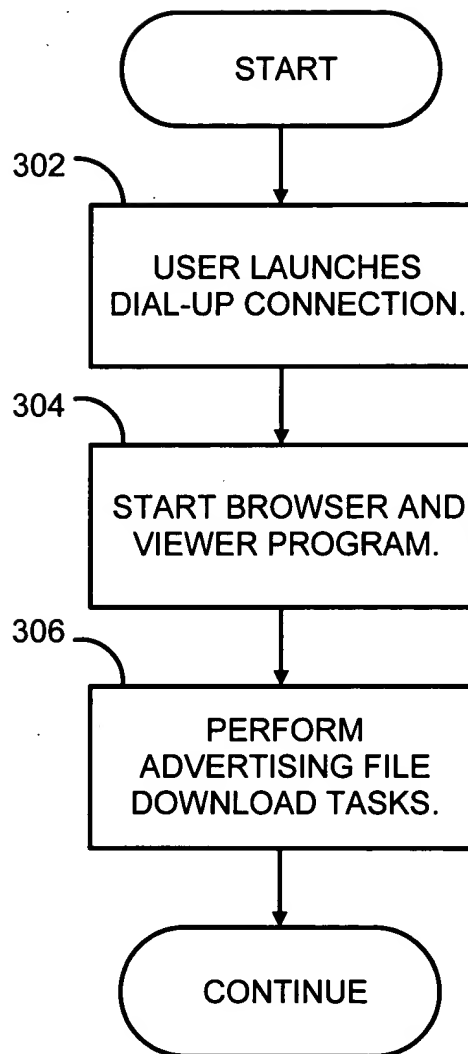 START
302
USER LAUNCHES
DIAL-UP CONNECTION.
304
START BROWSER AND
VIEWER PROGRAM.
306
PERFORM
ADVERTISING FILE
DOWNLOAD TASKS.
CONTINUE